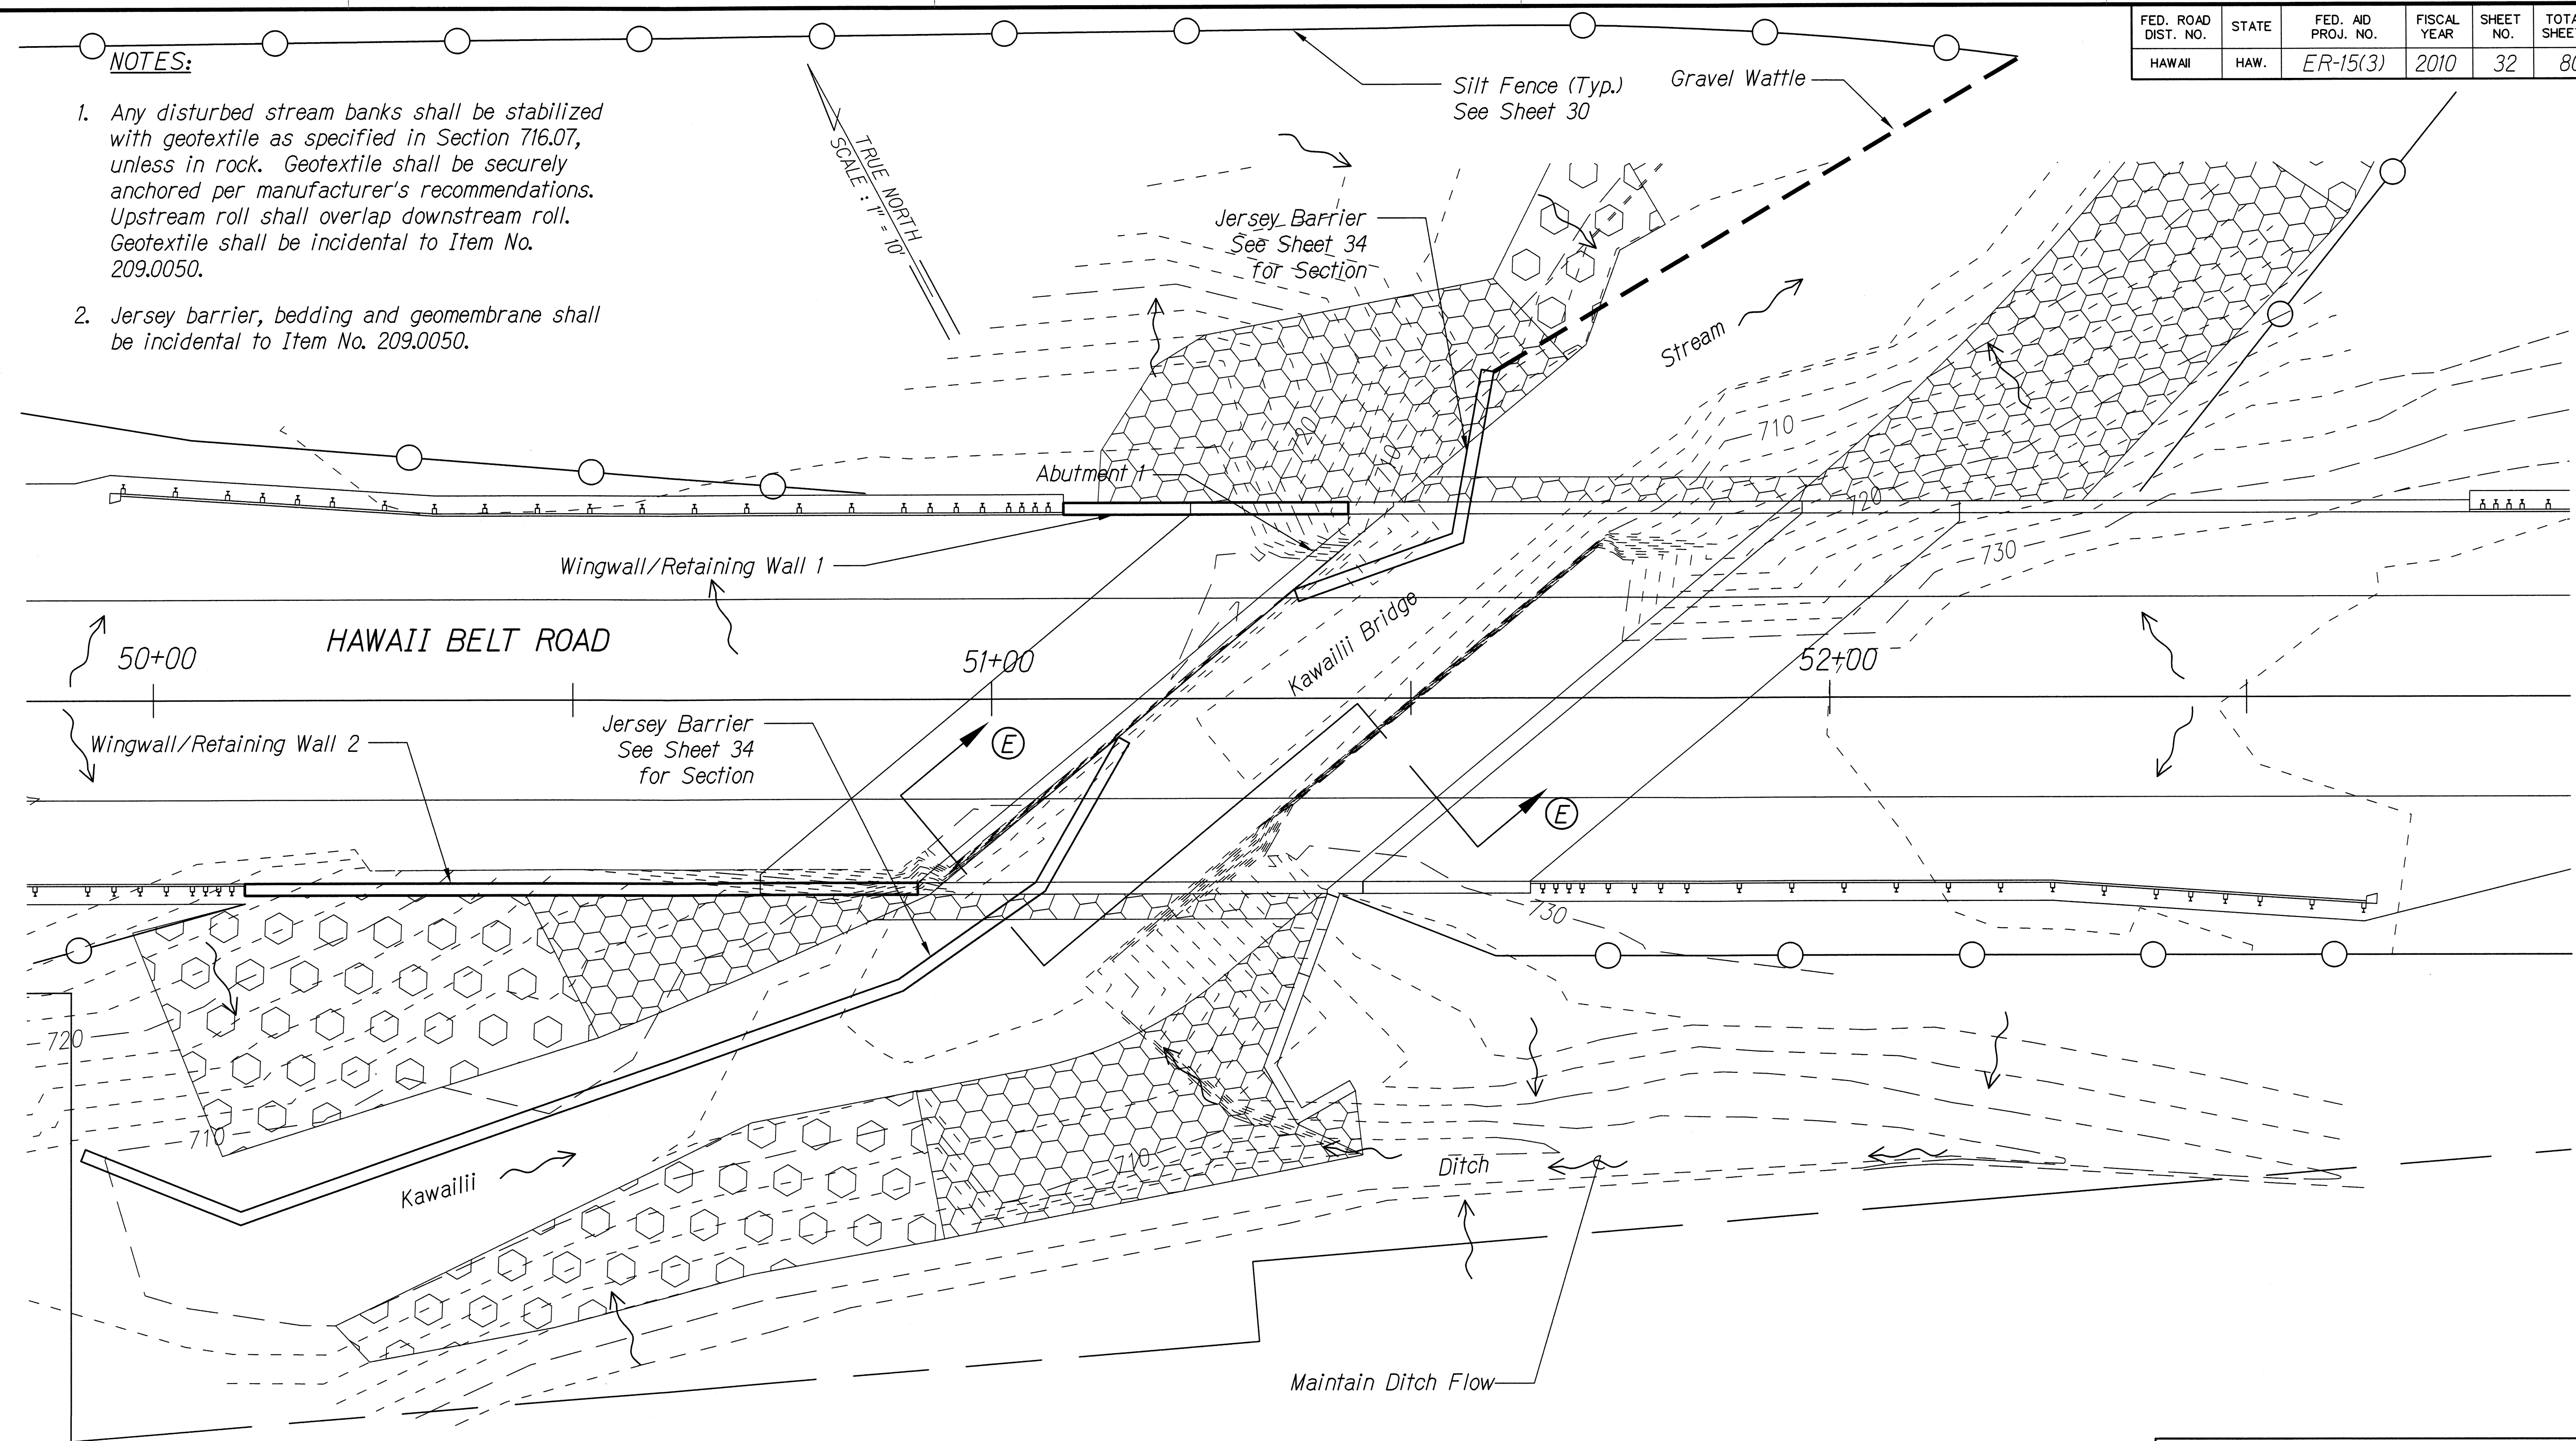 FED. ROAD DIST. NO. STATE FED. AID PROJ. NO. FISCAL YEAR SHEET NO.
HAWAII HAW. ER-15(3) 2010 32
NOTES:
1. Any disturbed stream banks shall be stabilized
with geotextile as specified in Section 716.07,
unless in rock. Geotextile shall be securely
anchored per manufacturer's recommendations.
Upstream roll shall overlap downstream roll.
Geotextile shall be incidental to Item No.
209.0050.
2. Jersey barrier, bedding and geomembrane shall
be incidental to Item No. 209.0050.
TRUE NORTH
SCALE : 1" = 10'
Silt Fence (Typ.)
See Sheet 30
Gravel Wattle
Jersey Barrier
See Sheet 34
for Section
Stream
710
720
710
Abutment 1
720
730
Wingwall/Retaining Wall 1
HAWAII BELT ROAD
50+00
51+00
52+00
Kawailii Bridge
Jersey Barrier
See Sheet 34
for Section
E
E
Wingwall/Retaining Wall 2
730
720
710
710
Kawailii
Ditch
Maintain Ditch Flow